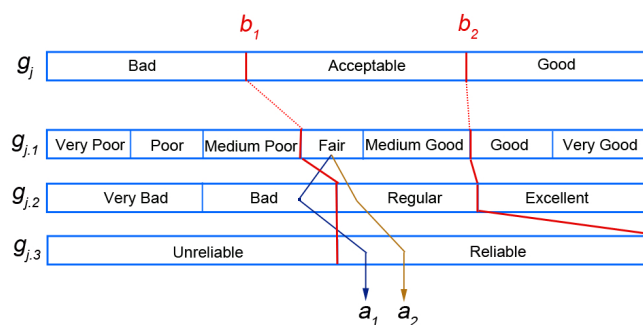 b1 b2
gj Bad Acceptable Good
gj.1 Very Poor Poor Medium Poor Fair Medium Good Good Very Good
gj.2 Very Bad Bad Regular Excellent
gj.3 Unreliable Reliable
a1 a2